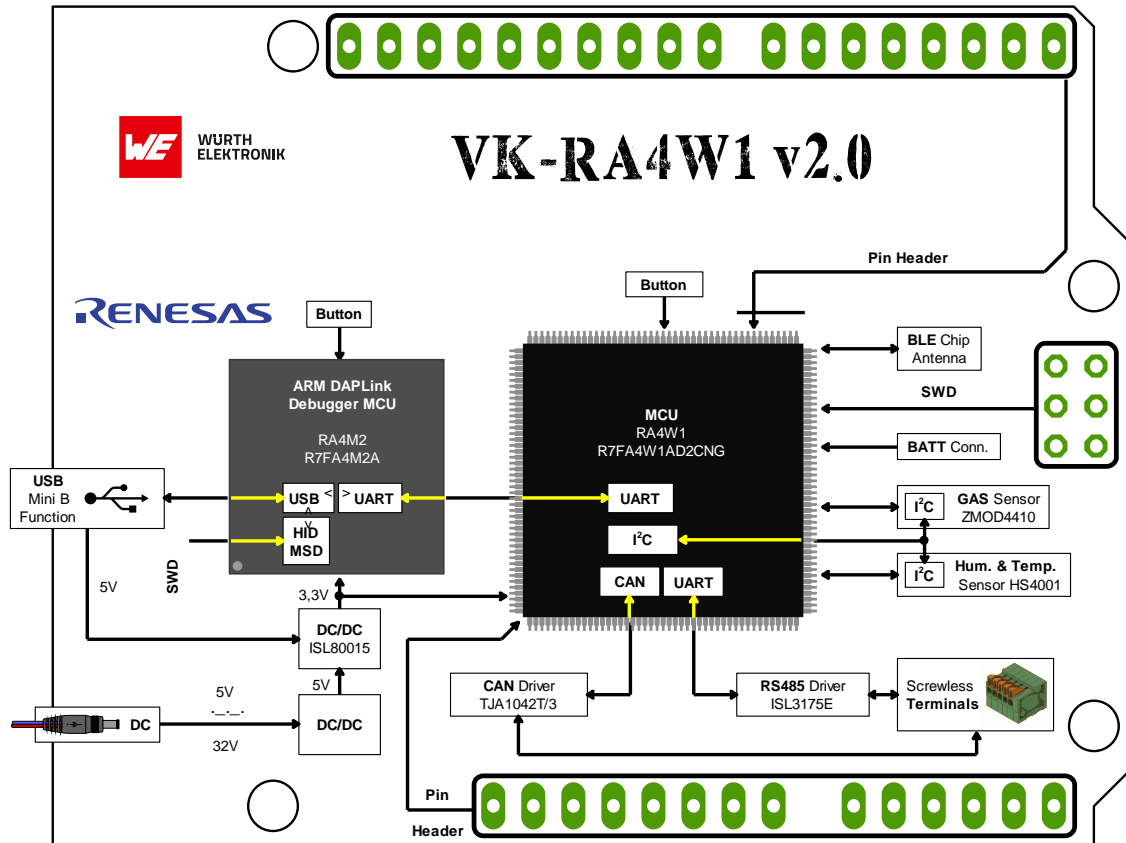 WE
WÜRTH
ELEKTRONIK
VK-RA4W1 v2.0
Pin Header
RENESAS
Button
Button
BLE Chip
Antenna
ARM DAPLink
Debugger MCU
RA4M2
R7FA4M2A
MCU
RA4W1
R7FA4W1AD2CNG
SWD
BATT Conn.
USB
Mini B
Function
USB
< >
UART
< >
HID
MSD
UART
I²C
CAN
UART
I²C
GAS Sensor
ZMOD4410
I²C
Hum. & Temp.
Sensor HS4001
5V
SWD
3,3V
DC/DC
ISL80015
5V
5V
._._.
32V
DC
DC/DC
CAN Driver
TJA1042T/3
RS485 Driver
ISL3175E
Screwless
Terminals
Pin
Header